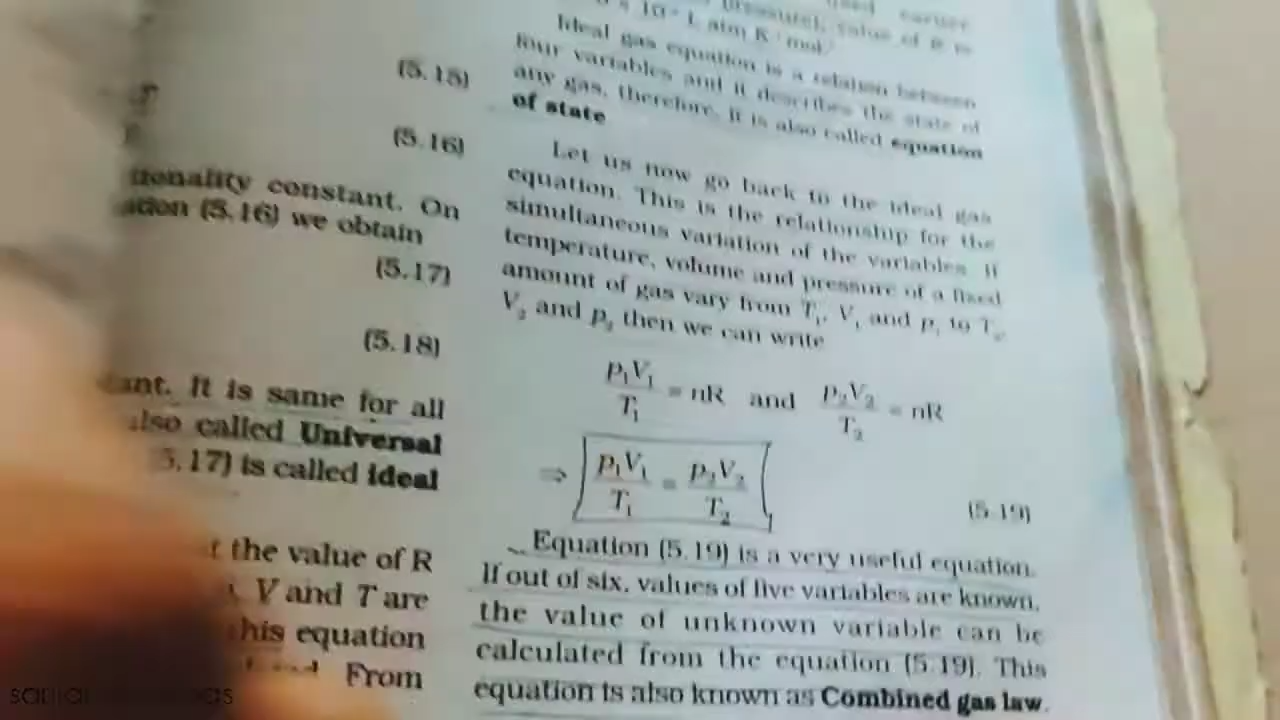 (5.15)
(5.16)
constant. On
(5.16) we obtain
(5.17)
(5.18)
It is same for all
also called Universal
5.17) is called ideal
the value of R
V and T are
this equation
From
value of R is
Ideal gas equation is a relation between
four variables and it describes the state of
any gas, therefore, it is also called equation
of state
Let us now go back to the ideal gas
equation. This is the relationship for the
simultaneous variation of the variables. If
temperature, volume and pressure of a fixed
amount of gas vary from T₁, V₁ and p₁ to T₂,
V₂ and p₂ then we can write
p₁V₁/T₁ = nR and p₂V₂/T₂ = nR
⇒ p₁V₁/T₁ = p₂V₂/T₂ (5.19)
Equation (5.19) is a very useful equation.
If out of six, values of five variables are known,
the value of unknown variable can be
calculated from the equation (5.19). This
equation is also known as Combined gas law.